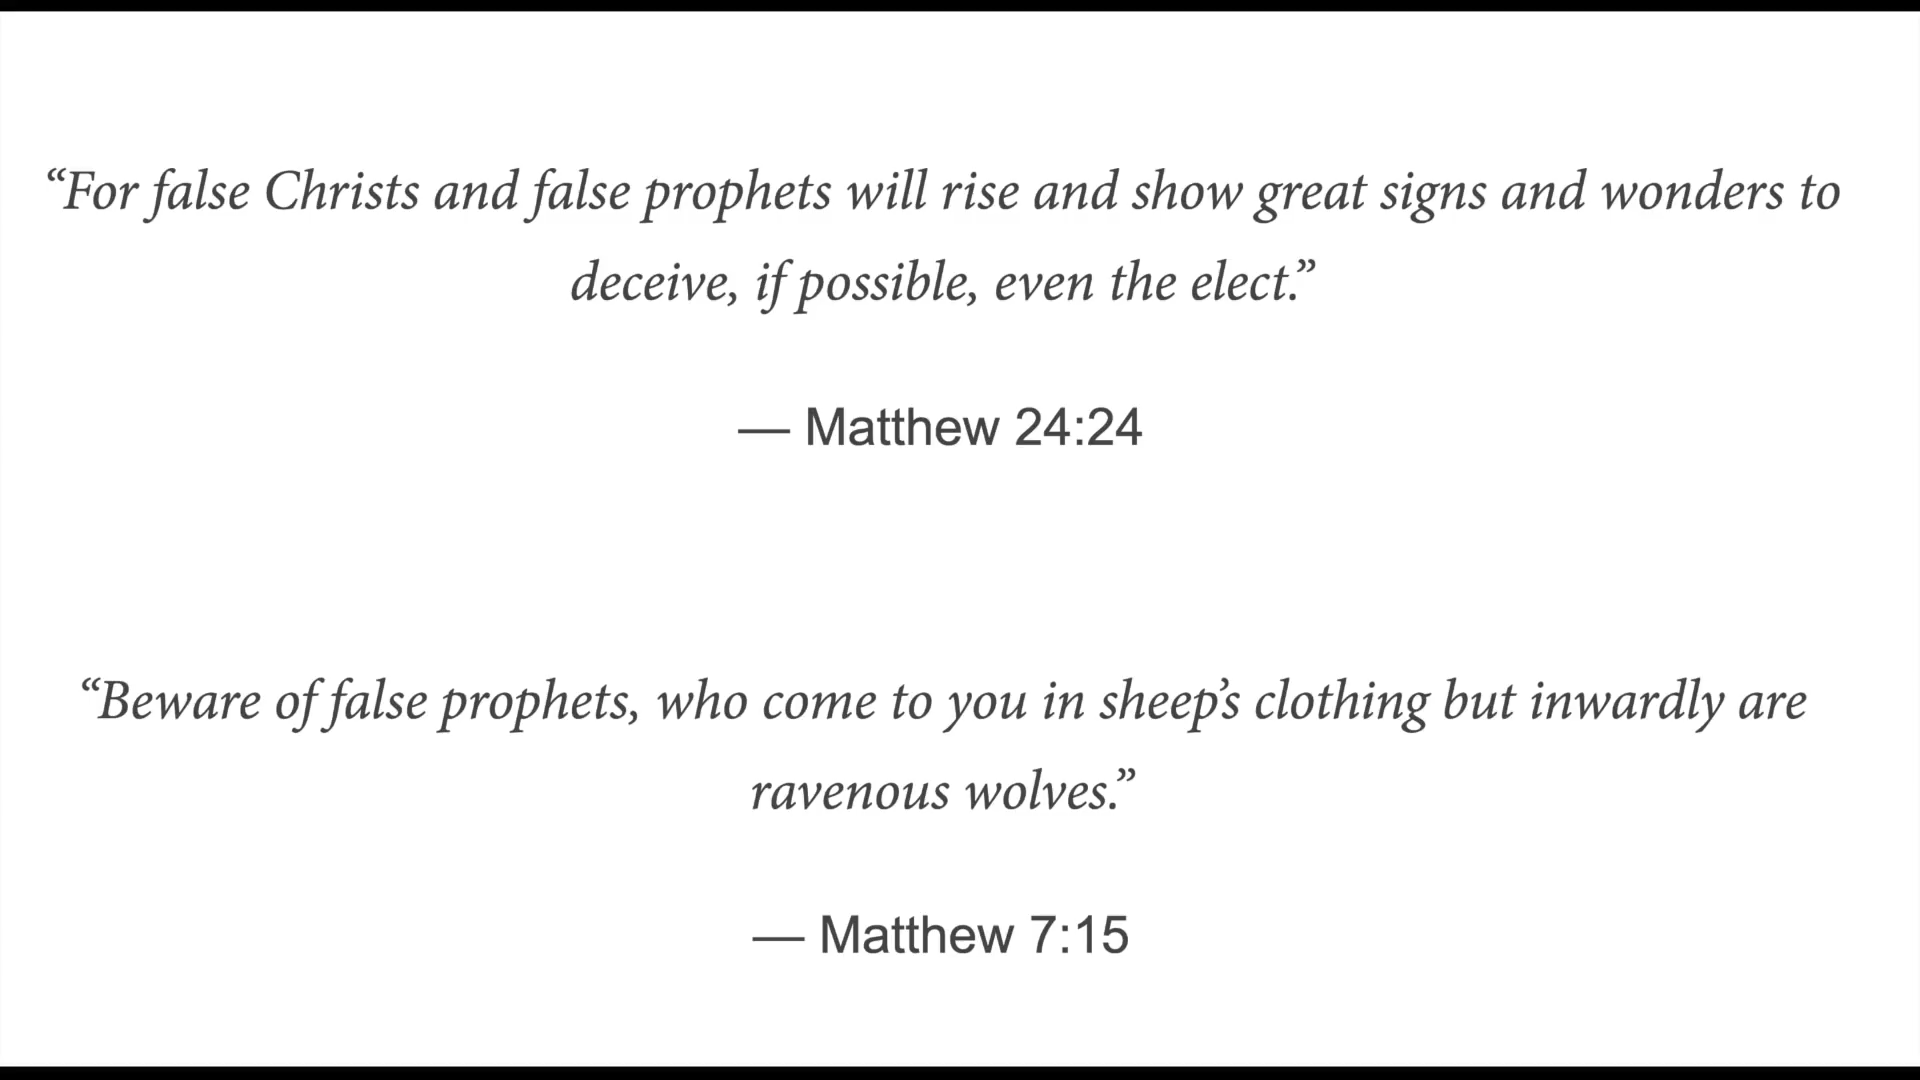 “For false Christs and false prophets will rise and show great signs and wonders to
deceive, if possible, even the elect.”
— Matthew 24:24
“Beware of false prophets, who come to you in sheep’s clothing but inwardly are
ravenous wolves.”
— Matthew 7:15